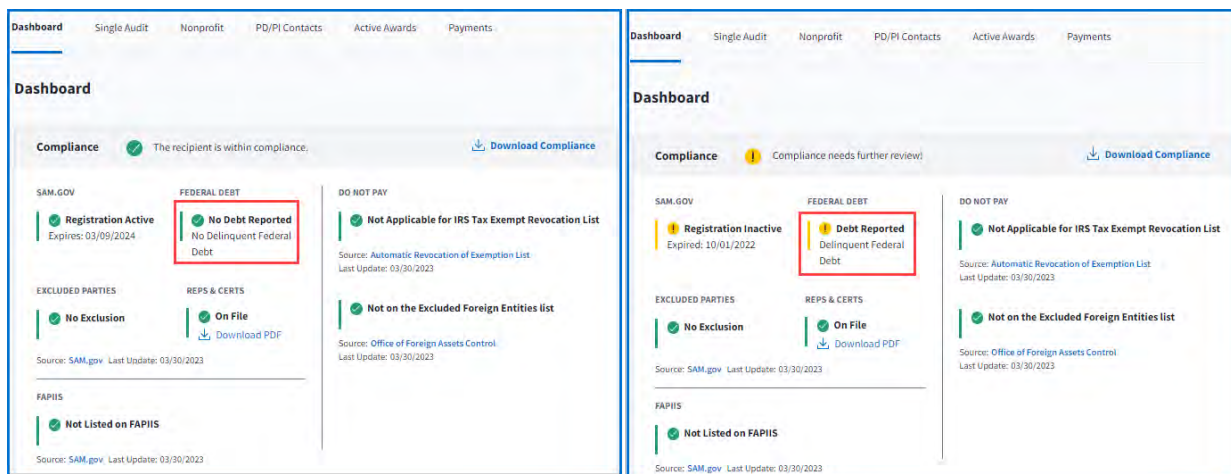 Dashboard Single Audit Nonprofit PD/PI Contacts Active Awards Payments
Dashboard
Compliance The recipient is within compliance. Download Compliance
SAM.GOV FEDERAL DEBT DO NOT PAY
Registration Active No Debt Reported Not Applicable for IRS Tax Exempt Revocation List
Expires: 03/09/2024 No Delinquent Federal
Debt
Source: Automatic Revocation of Exemption List
Last Update: 03/30/2023
EXCLUDED PARTIES REPS & CERTS
No Exclusion On File Not on the Excluded Foreign Entities list
Download PDF
Source: Office of Foreign Assets Control
Source: SAM.gov Last Update: 03/30/2023 Last Update: 03/30/2023
FAPIIS
Not Listed on FAPIIS
Source: SAM.gov Last Update: 03/30/2023
Dashboard Single Audit Nonprofit PD/PI Contacts Active Awards Payments
Dashboard
Compliance Compliance needs further review! Download Compliance
SAM.GOV FEDERAL DEBT DO NOT PAY
Registration Inactive Debt Reported Not Applicable for IRS Tax Exempt Revocation List
Expired: 10/01/2022 Delinquent Federal
Debt
Source: Automatic Revocation of Exemption List
Last Update: 03/30/2023
EXCLUDED PARTIES REPS & CERTS
No Exclusion On File Not on the Excluded Foreign Entities list
Download PDF
Source: Office of Foreign Assets Control
Source: SAM.gov Last Update: 03/30/2023 Last Update: 03/30/2023
FAPIIS
Not Listed on FAPIIS
Source: SAM.gov Last Update: 03/30/2023